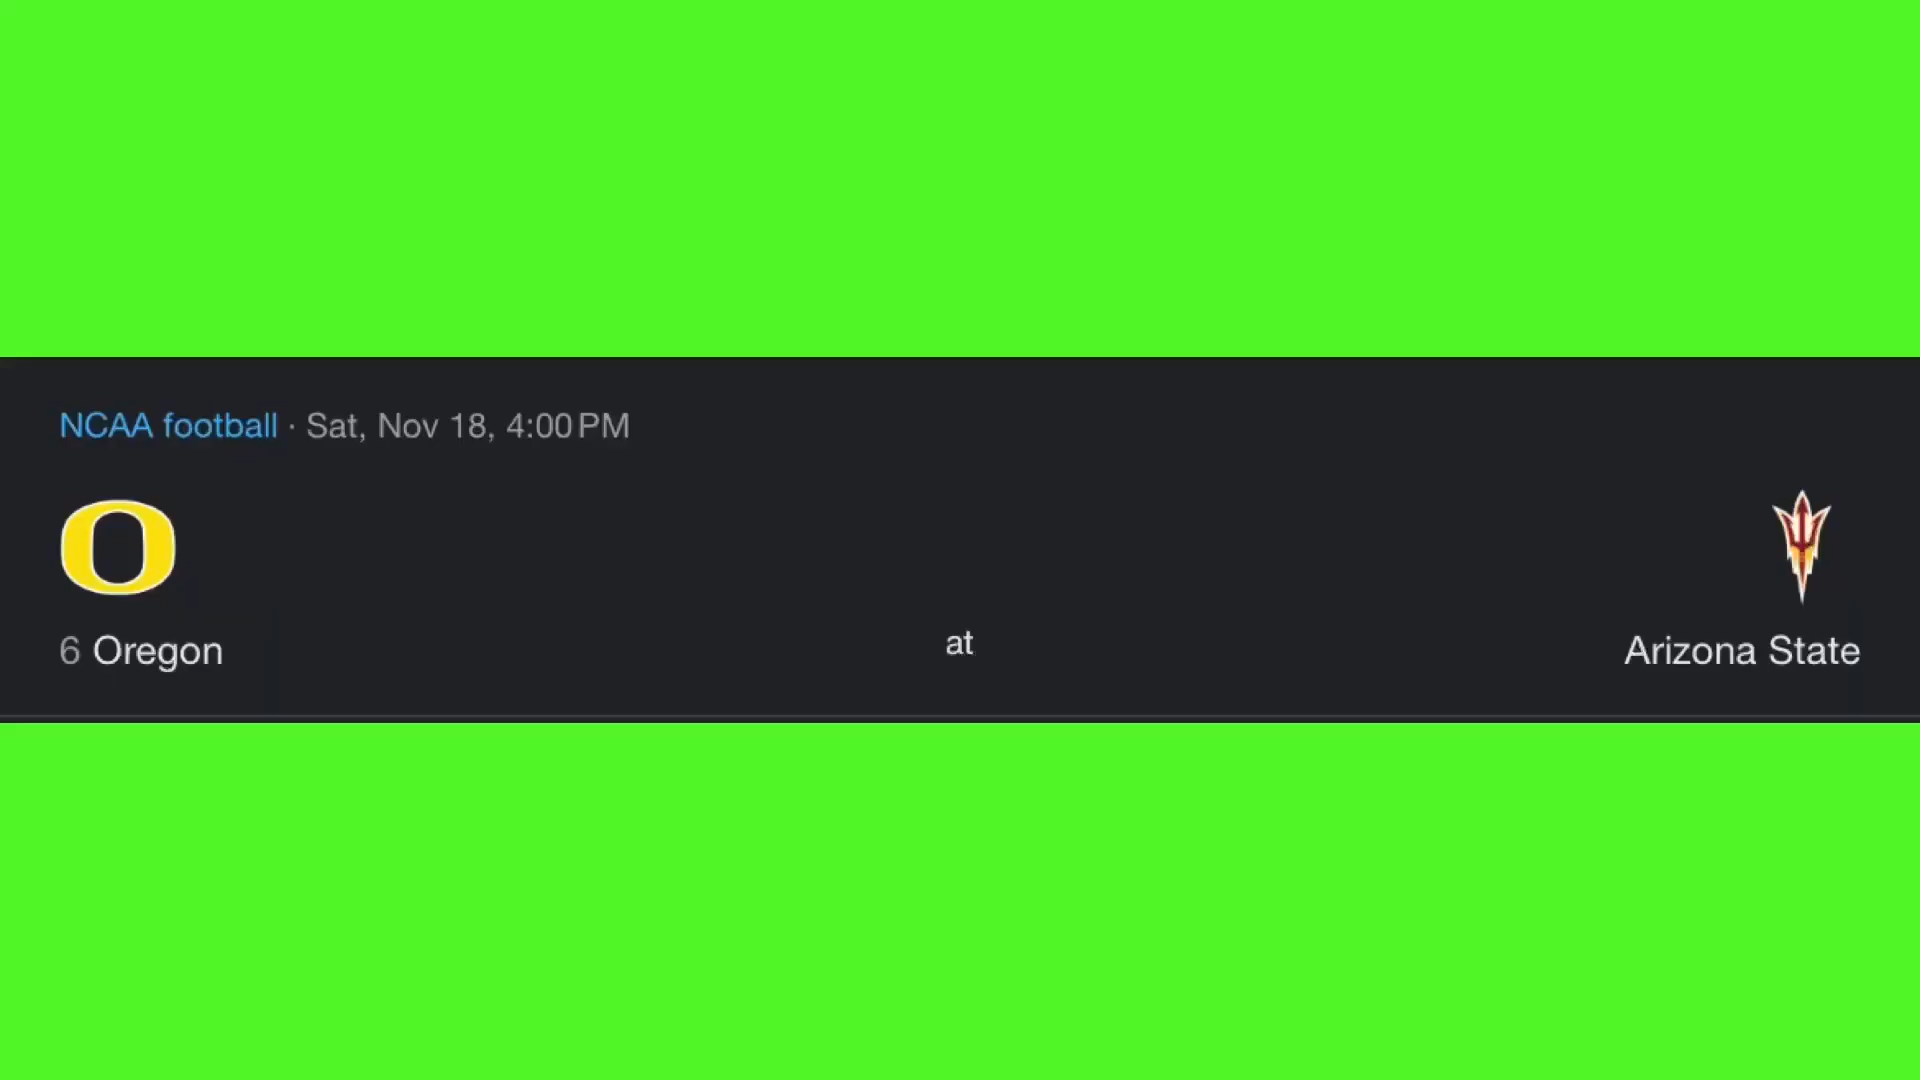 NCAA football · Sat, Nov 18, 4:00 PM
O
6 Oregon at Arizona State